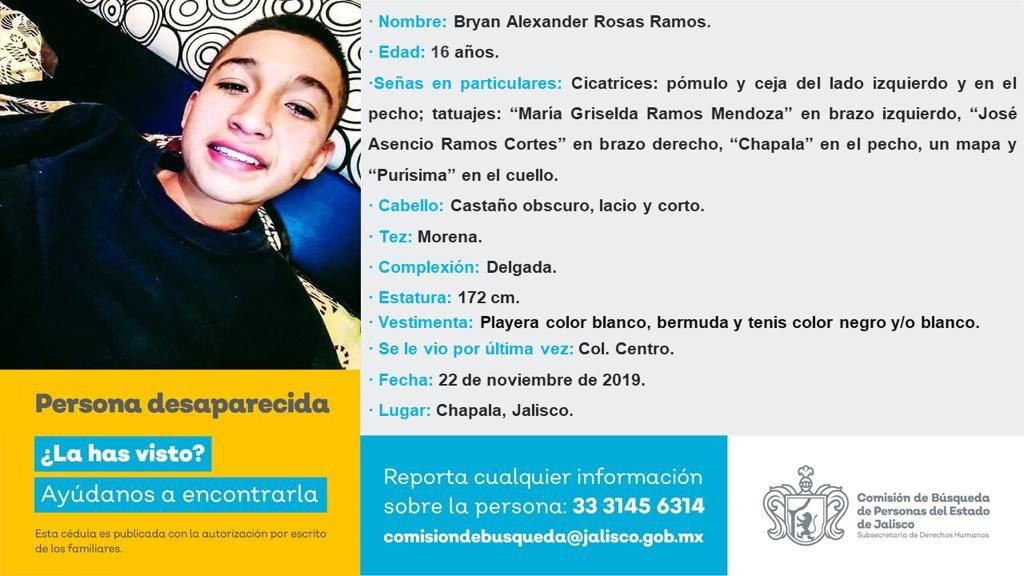 · Nombre: Bryan Alexander Rosas Ramos.
· Edad: 16 años.
·Señas en particulares: Cicatrices: pómulo y ceja del lado izquierdo y en el
pecho; tatuajes: “María Griselda Ramos Mendoza” en brazo izquierdo, “José
Asencio Ramos Cortes” en brazo derecho, “Chapala” en el pecho, un mapa y
“Purísima” en el cuello.
· Cabello: Castaño obscuro, lacio y corto.
· Tez: Morena.
· Complexión: Delgada.
· Estatura: 172 cm.
· Vestimenta: Playera color blanco, bermuda y tenis color negro y/o blanco.
· Se le vio por última vez: Col. Centro.
· Fecha: 22 de noviembre de 2019.
· Lugar: Chapala, Jalisco.
Persona desaparecida
¿La has visto?
Ayúdanos a encontrarla
Esta cédula es publicada con la autorización por escrito
de los familiares.
Reporta cualquier información
sobre la persona: 33 3145 6314
comisiondebusqueda@jalisco.gob.mx
Comisión de Búsqueda
de Personas del Estado
de Jalisco
Subsecretaría de Derechos Humanos